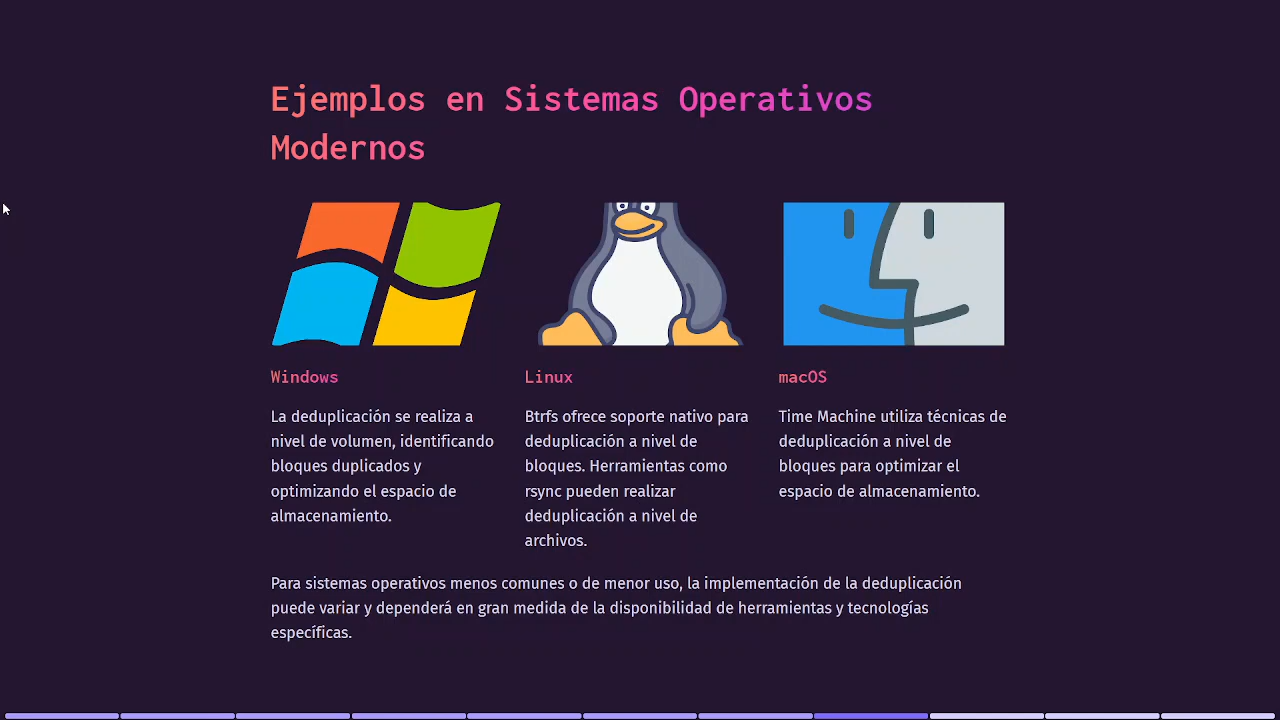 Ejemplos en Sistemas Operativos
Modernos
Windows
La deduplicación se realiza a
nivel de volumen, identificando
bloques duplicados y
optimizando el espacio de
almacenamiento.
Linux
Btrfs ofrece soporte nativo para
deduplicación a nivel de
bloques. Herramientas como
rsync pueden realizar
deduplicación a nivel de
archivos.
macOS
Time Machine utiliza técnicas de
deduplicación a nivel de
bloques para optimizar el
espacio de almacenamiento.
Para sistemas operativos menos comunes o de menor uso, la implementación de la deduplicación
puede variar y dependerá en gran medida de la disponibilidad de herramientas y tecnologías
específicas.